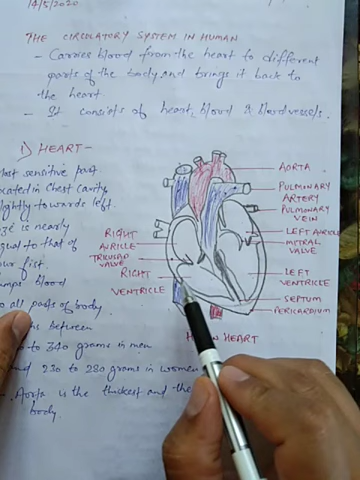 14/5/2020
THE CIRCULATORY SYSTEM IN HUMAN
- Carries blood from the heart to different
parts of the body and brings it back to
the heart
- It consists of heart, blood & blood vessels.
1) HEART-
most sensitive part
located in Chest Cavity
slightly towards left.
size is nearly
equal to that of
your fist.
pumps blood
to all parts of body.
between
to 340 grams in men
and 230 to 280 grams in women
- Aorta is the thickest and the
body.
AORTA
PULMONARY
ARTERY
PULMONARY
VEIN
LEFT AURICLE
MITRAL
VALVE
LEFT
VENTRICLE
SEPTUM
PERICARDIUM
RIGHT
AURICLE
TRICUSPID
VALVE
RIGHT
VENTRICLE
HEART